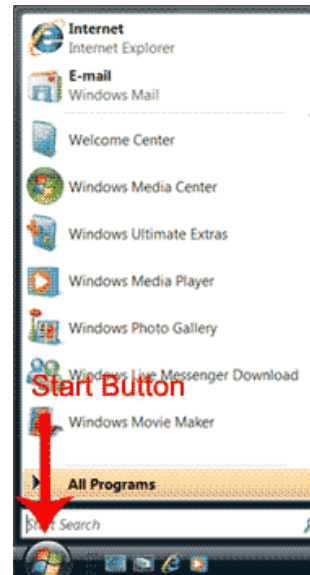 Internet
Internet Explorer
E-mail
Windows Mail
Welcome Center
Windows Media Center
Windows Ultimate Extras
Windows Media Player
Windows Photo Gallery
Windows Live Messenger Download
Start Button
Windows Movie Maker
All Programs
Start Search